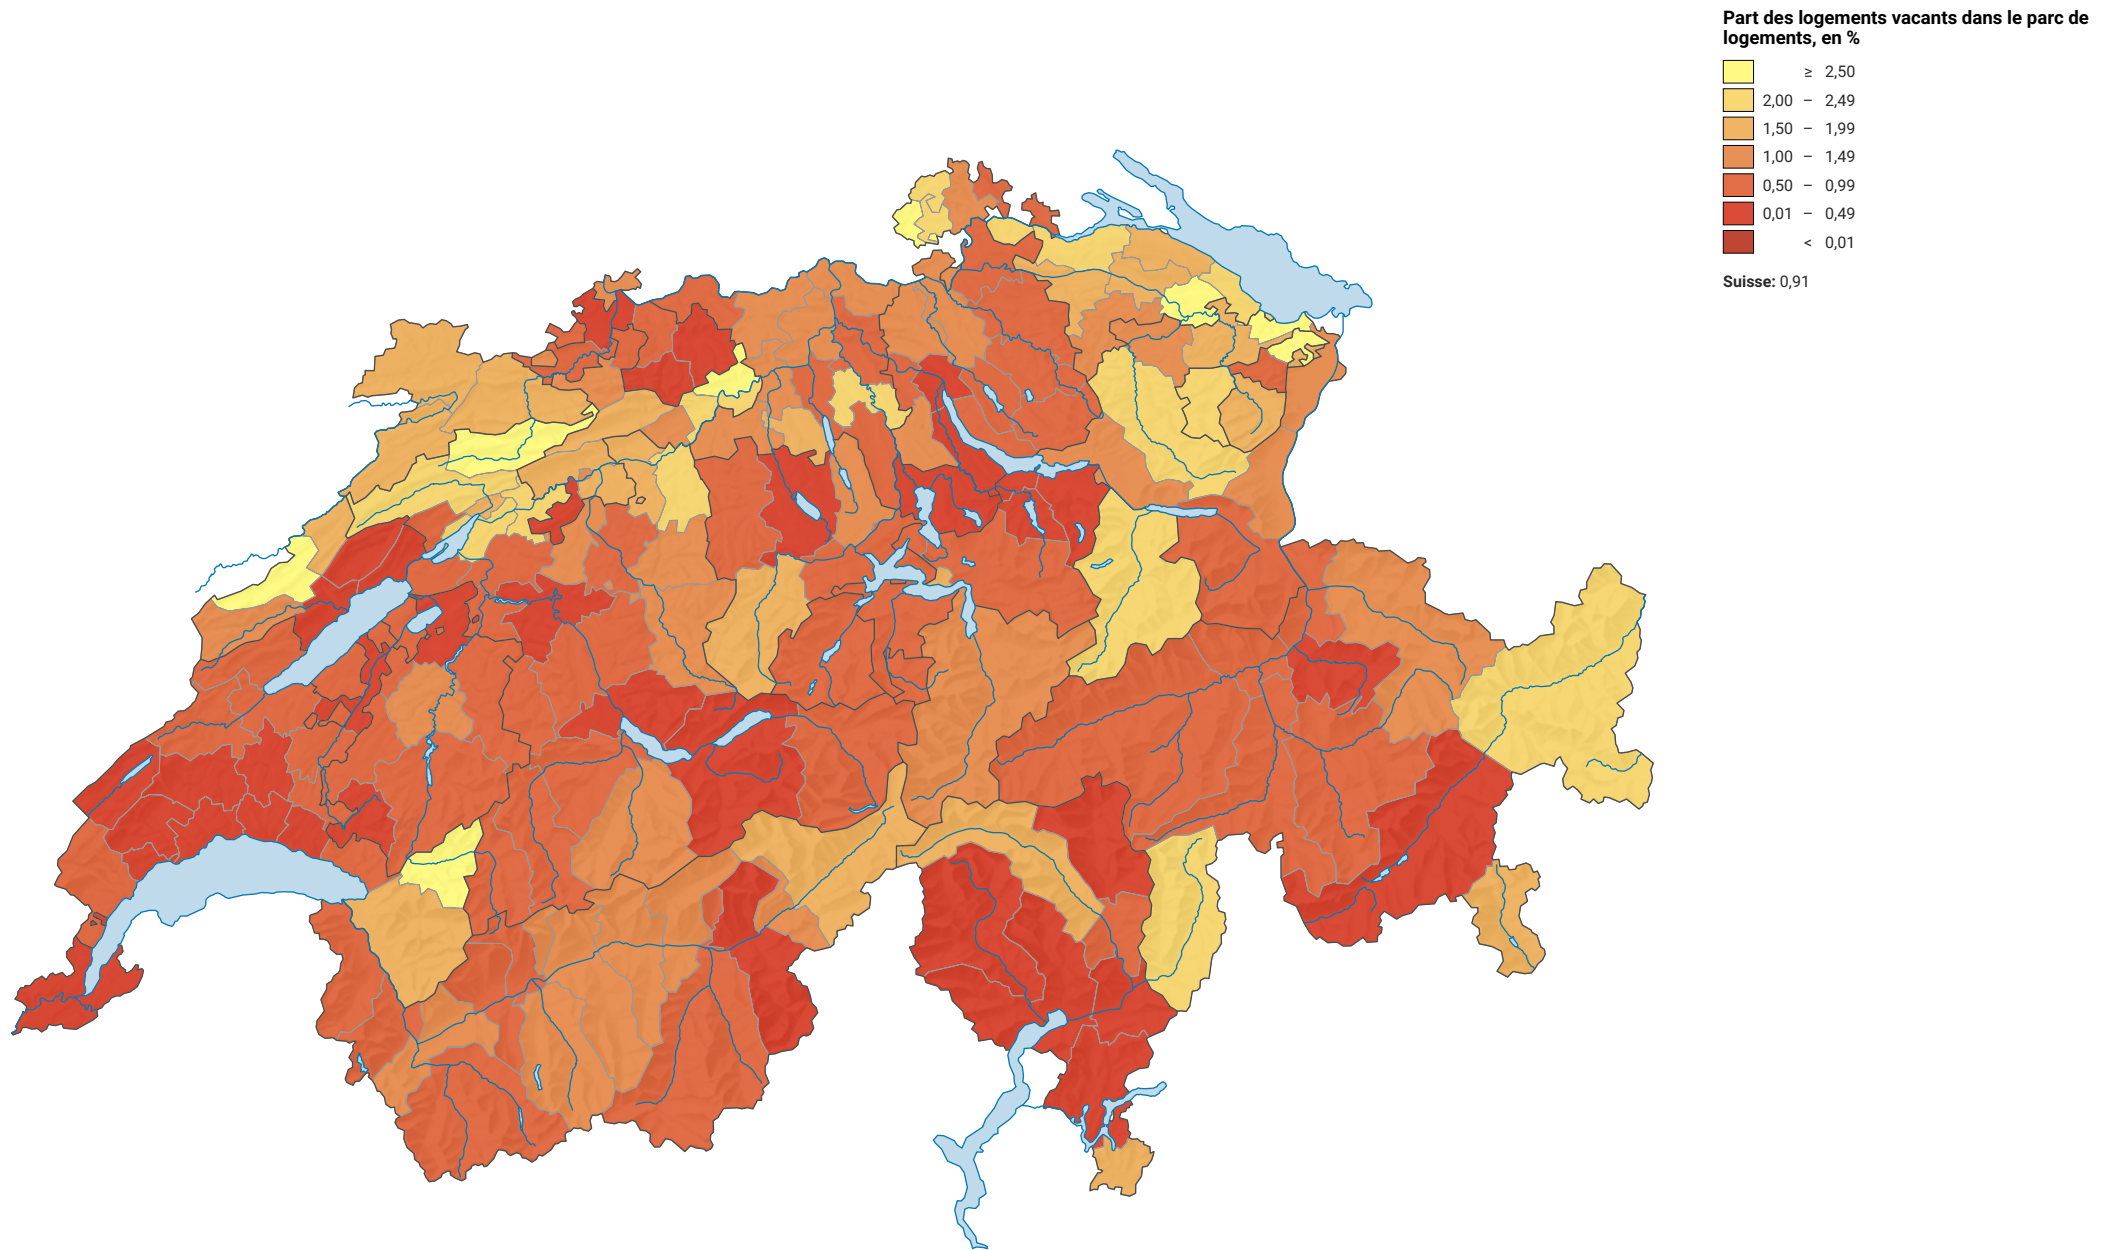 Part des logements vacants dans le parc de
logements, en %
≥ 2,50
2,00 – 2,49
1,50 – 1,99
1,00 – 1,49
0,50 – 0,99
0,01 – 0,49
< 0,01
Suisse: 0,91